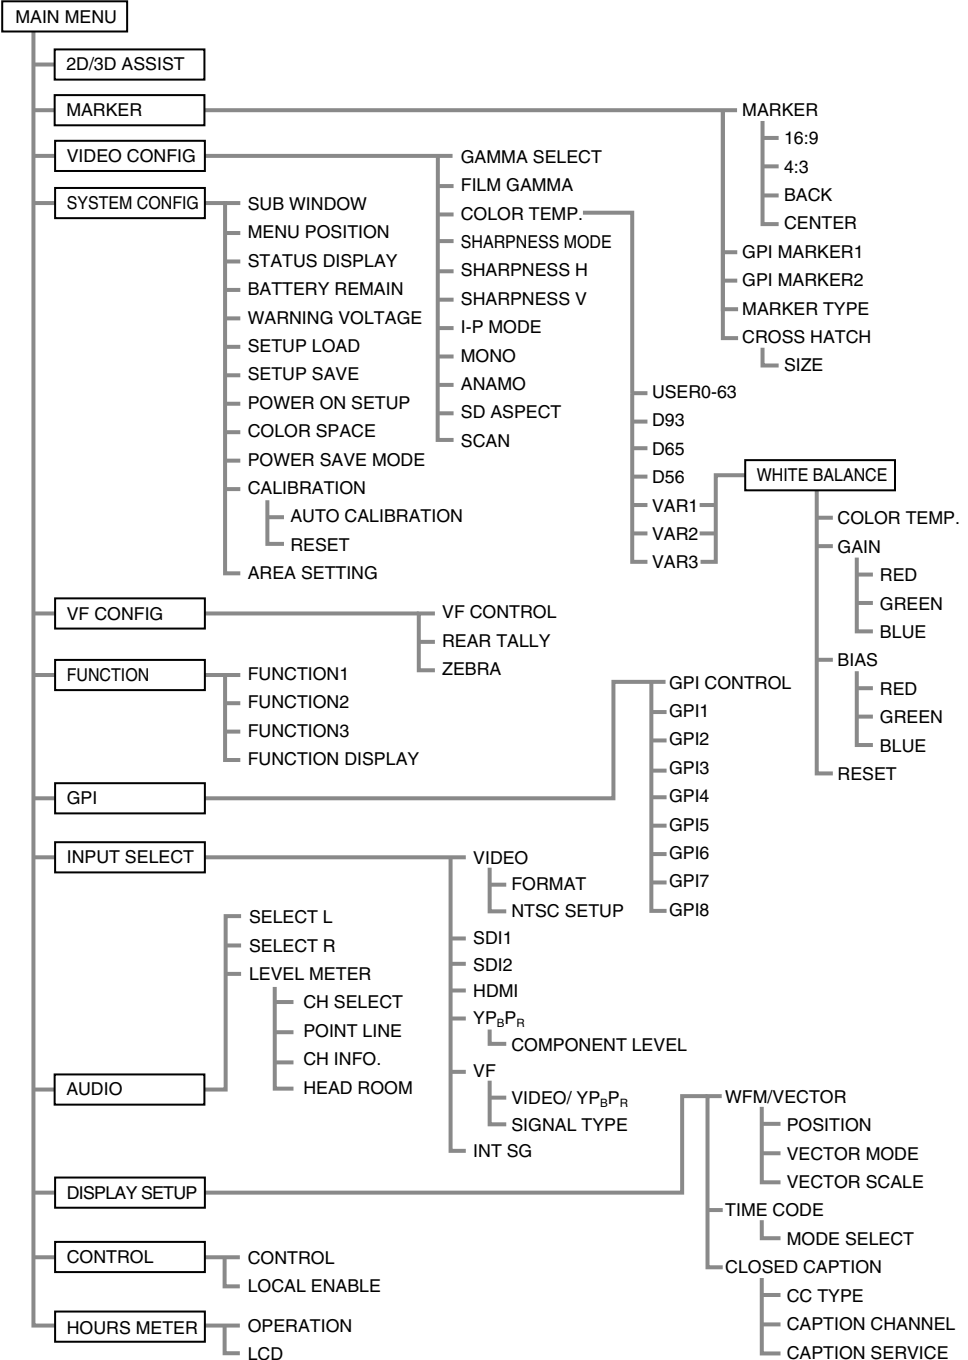 MAIN MENU
2D/3D ASSIST
MARKER
MARKER
16:9
4:3
BACK
CENTER
GPI MARKER1
GPI MARKER2
MARKER TYPE
CROSS HATCH
SIZE
VIDEO CONFIG
GAMMA SELECT
FILM GAMMA
COLOR TEMP.
USER0-63
D93
D65
D56
VAR1
VAR2
VAR3
WHITE BALANCE
COLOR TEMP.
GAIN
RED
GREEN
BLUE
BIAS
RED
GREEN
BLUE
RESET
SHARPNESS MODE
SHARPNESS H
SHARPNESS V
I-P MODE
MONO
ANAMO
SD ASPECT
SCAN
SYSTEM CONFIG
SUB WINDOW
MENU POSITION
STATUS DISPLAY
BATTERY REMAIN
WARNING VOLTAGE
SETUP LOAD
SETUP SAVE
POWER ON SETUP
COLOR SPACE
POWER SAVE MODE
CALIBRATION
AUTO CALIBRATION
RESET
AREA SETTING
VF CONFIG
VF CONTROL
REAR TALLY
ZEBRA
FUNCTION
FUNCTION1
FUNCTION2
FUNCTION3
FUNCTION DISPLAY
GPI
GPI CONTROL
GPI1
GPI2
GPI3
GPI4
GPI5
GPI6
GPI7
GPI8
INPUT SELECT
VIDEO
FORMAT
NTSC SETUP
SDI1
SDI2
HDMI
YPBPR
COMPONENT LEVEL
VF
VIDEO/ YPBPR
SIGNAL TYPE
INT SG
AUDIO
SELECT L
SELECT R
LEVEL METER
CH SELECT
POINT LINE
CH INFO.
HEAD ROOM
DISPLAY SETUP
WFM/VECTOR
POSITION
VECTOR MODE
VECTOR SCALE
TIME CODE
MODE SELECT
CLOSED CAPTION
CC TYPE
CAPTION CHANNEL
CAPTION SERVICE
CONTROL
CONTROL
LOCAL ENABLE
HOURS METER
OPERATION
LCD